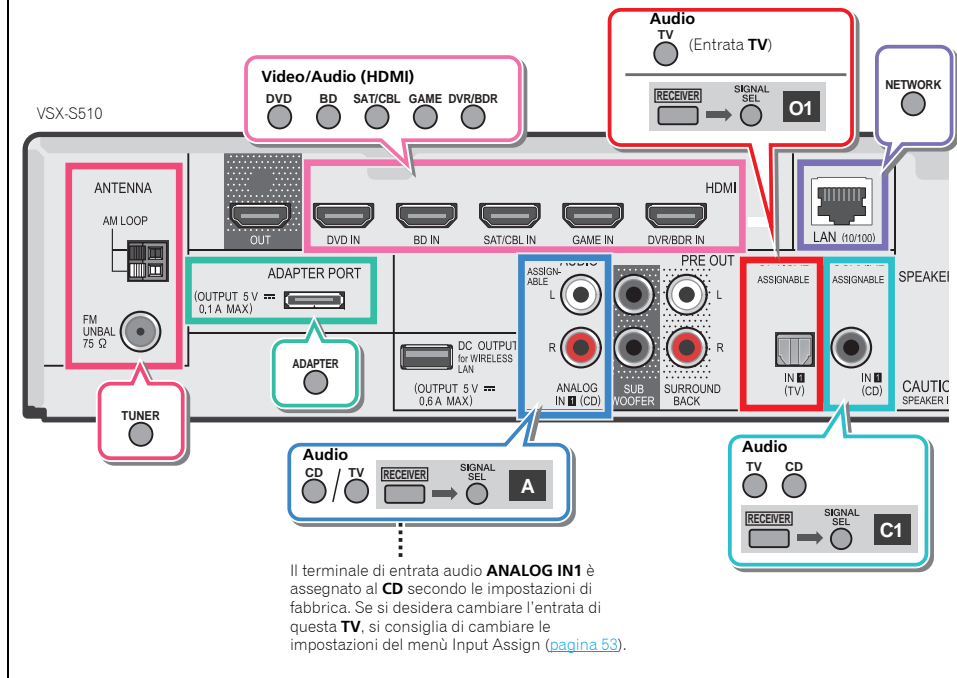 Audio
TV
(Entrata TV)
RECEIVER
SIGNAL
SEL
O1
Video/Audio (HDMI)
DVD BD SAT/CBL GAME DVR/BDR
NETWORK
VSX-S510
ANTENNA
AM LOOP
FM
UNBAL
75 Ω
HDMI
OUT
DVD IN
BD IN
SAT/CBL IN
GAME IN
DVR/BDR IN
LAN (10/100)
ADAPTER PORT
(OUTPUT 5 V
0,1 A MAX)
ADAPTER
TUNER
DC OUTPUT
for WIRELESS
LAN
(OUTPUT 5 V
0,6 A MAX)
AUDIO
ASSIGN-
ABLE
L
R
ANALOG
IN 1 (CD)
PRE OUT
L
R
SUB
WOOFER
SURROUND
BACK
ASSIGNABLE
IN 1
(TV)
ASSIGNABLE
IN 1
(CD)
SPEAKER
CAUTIO
SPEAKER I
Audio
CD / TV
RECEIVER
SIGNAL
SEL
A
Audio
TV CD
RECEIVER
SIGNAL
SEL
C1
Il terminale di entrata audio ANALOG IN1 è
assegnato al CD secondo le impostazioni di
fabbrica. Se si desidera cambiare l'entrata di
questa TV, si consiglia di cambiare le
impostazioni del menù Input Assign (pagina 53).